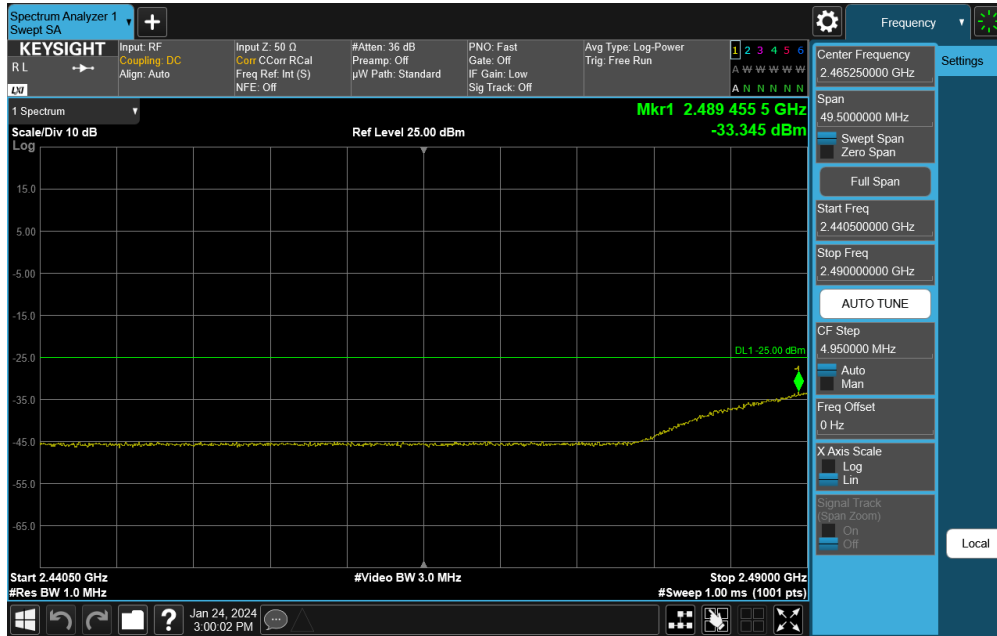 Spectrum Analyzer 1
Swept SA
Frequency
KEYSIGHT
R L
LXI
Input: RF
Coupling: DC
Align: Auto
Input Z: 50 Ω
Corr CCorr RCal
Freq Ref: Int (S)
NFE: Off
#Atten: 36 dB
Preamp: Off
µW Path: Standard
PNO: Fast
Gate: Off
IF Gain: Low
Sig Track: Off
Avg Type: Log-Power
Trig: Free Run
1 2 3 4 5 6
A W W W W W
A N N N N N
1 Spectrum
Mkr1 2.489 455 5 GHz
-33.345 dBm
Scale/Div 10 dB
Ref Level 25.00 dBm
Log
15.0
5.00
-5.00
-15.0
-25.0
-35.0
-45.0
-55.0
-65.0
DL1 -25.00 dBm
1
Start 2.44050 GHz
#Video BW 3.0 MHz
Stop 2.49000 GHz
#Res BW 1.0 MHz
#Sweep 1.00 ms (1001 pts)
Jan 24, 2024
3:00:02 PM
?
Center Frequency
2.465250000 GHz
Settings
Span
49.5000000 MHz
Swept Span
Zero Span
Full Span
Start Freq
2.440500000 GHz
Stop Freq
2.490000000 GHz
AUTO TUNE
CF Step
4.950000 MHz
Auto
Man
Freq Offset
0 Hz
X Axis Scale
Log
Lin
Signal Track
(Span Zoom)
On
Off
Local